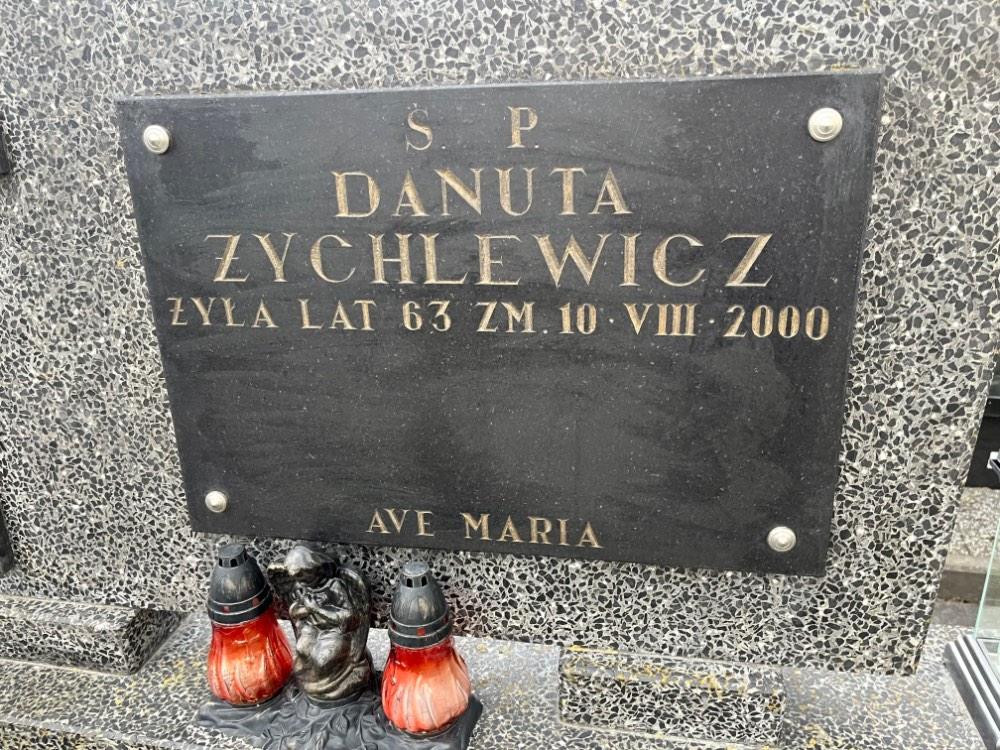 Ś. P.
DANUTA
ŻYCHLEWICZ
ŻYŁA LAT 63 ZM. 10 · VIII · 2000
AVE MARIA